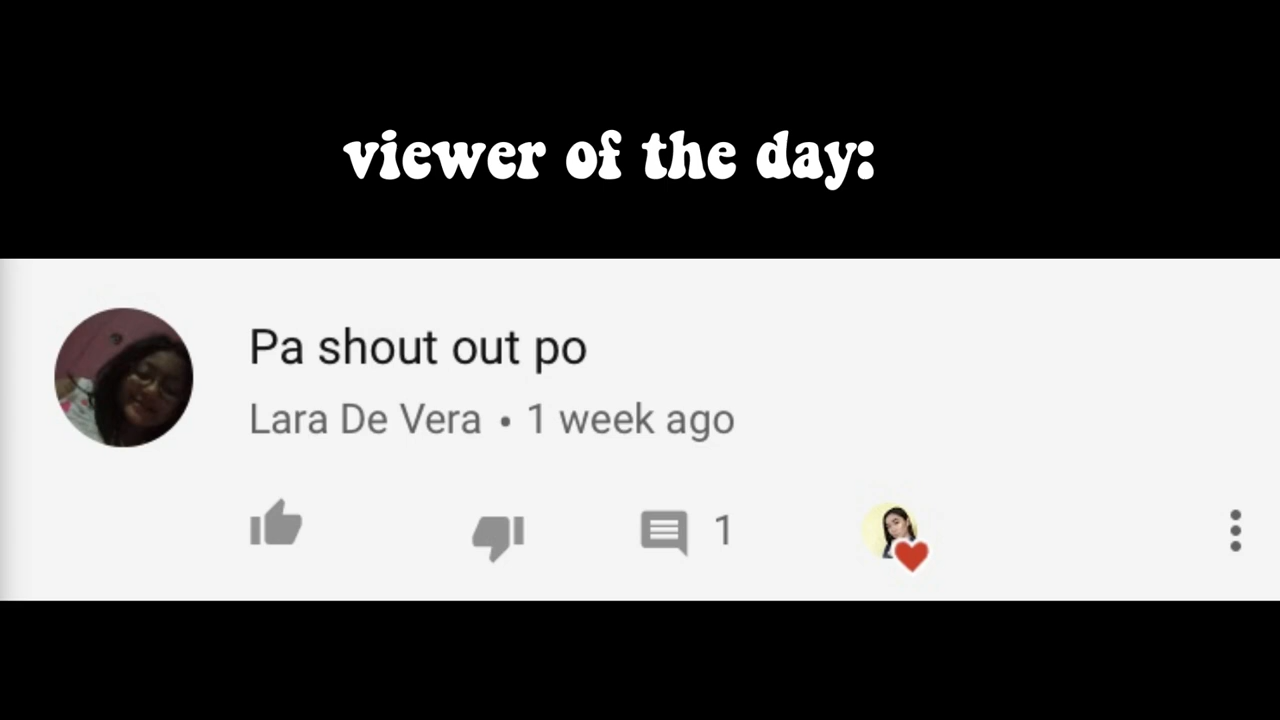 viewer of the day:
Pa shout out po
Lara De Vera • 1 week ago
1